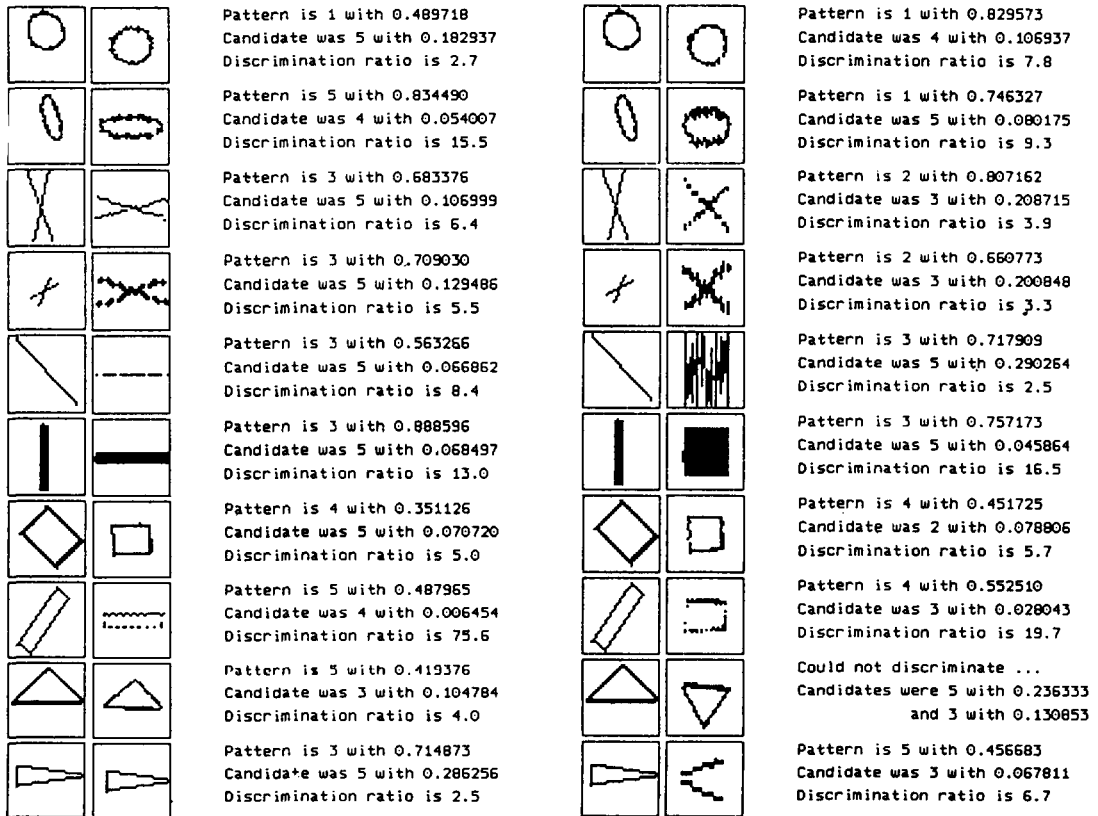 Pattern is 1 with 0.489718
Candidate was 5 with 0.182937
Discrimination ratio is 2.7
Pattern is 5 with 0.834490
Candidate was 4 with 0.054007
Discrimination ratio is 15.5
Pattern is 3 with 0.683376
Candidate was 5 with 0.106999
Discrimination ratio is 6.4
Pattern is 3 with 0.709030
Candidate was 5 with 0.129486
Discrimination ratio is 5.5
Pattern is 3 with 0.563266
Candidate was 5 with 0.066862
Discrimination ratio is 8.4
Pattern is 3 with 0.888596
Candidate was 5 with 0.068497
Discrimination ratio is 13.0
Pattern is 4 with 0.351126
Candidate was 5 with 0.070720
Discrimination ratio is 5.0
Pattern is 5 with 0.487965
Candidate was 4 with 0.006454
Discrimination ratio is 75.6
Pattern is 5 with 0.419376
Candidate was 3 with 0.104784
Discrimination ratio is 4.0
Pattern is 3 with 0.714873
Candidate was 5 with 0.286256
Discrimination ratio is 2.5
Pattern is 1 with 0.829573
Candidate was 4 with 0.106937
Discrimination ratio is 7.8
Pattern is 1 with 0.746327
Candidate was 5 with 0.080175
Discrimination ratio is 9.3
Pattern is 2 with 0.807162
Candidate was 3 with 0.208715
Discrimination ratio is 3.9
Pattern is 2 with 0.660773
Candidate was 3 with 0.200848
Discrimination ratio is 3.3
Pattern is 3 with 0.717909
Candidate was 5 with 0.290264
Discrimination ratio is 2.5
Pattern is 3 with 0.757173
Candidate was 5 with 0.045864
Discrimination ratio is 16.5
Pattern is 4 with 0.451725
Candidate was 2 with 0.078806
Discrimination ratio is 5.7
Pattern is 4 with 0.552510
Candidate was 3 with 0.028043
Discrimination ratio is 19.7
Could not discriminate ...
Candidates were 5 with 0.236333
and 3 with 0.130853
Pattern is 5 with 0.456683
Candidate was 3 with 0.067811
Discrimination ratio is 6.7